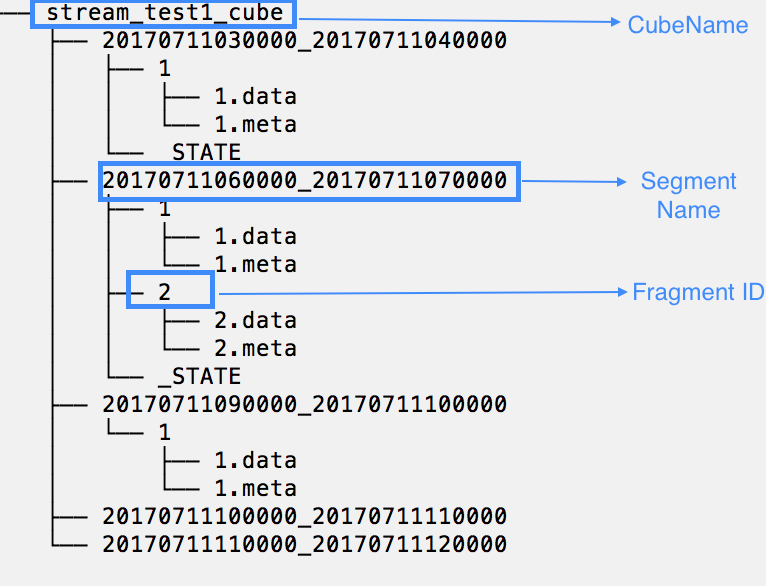 stream_test1_cube CubeName
20170711030000_20170711040000
1
1.data
1.meta
STATE
20170711060000_20170711070000 Segment Name
1
1.data
1.meta
2 Fragment ID
2.data
2.meta
_STATE
20170711090000_20170711100000
1
1.data
1.meta
20170711100000_20170711110000
20170711110000_20170711120000